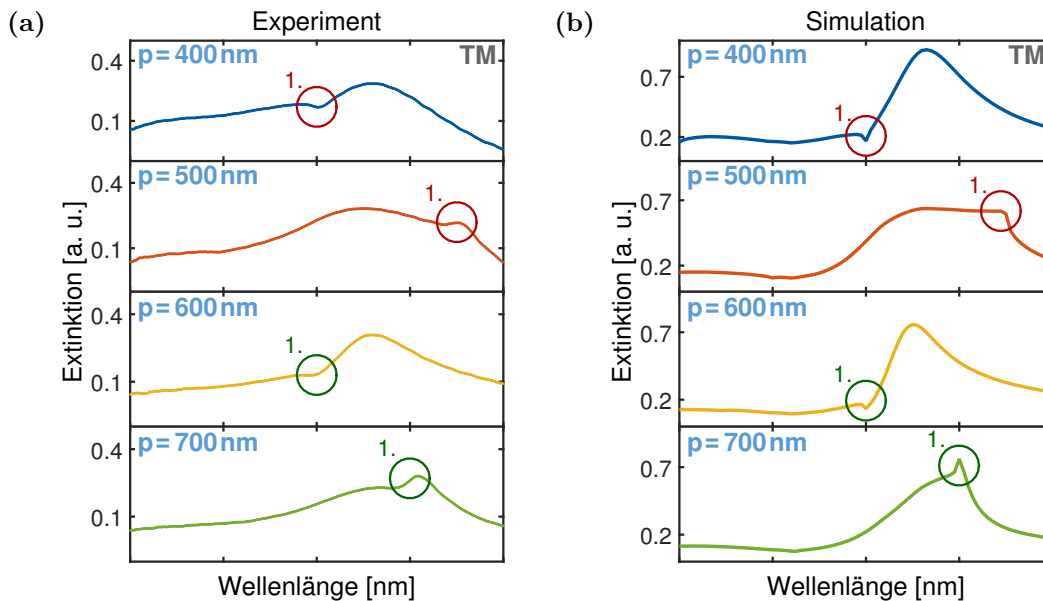 (a)
Experiment
p = 400 nm
TM
1.
0.4
0.1
p = 500 nm
1.
0.4
0.1
p = 600 nm
1.
0.4
0.1
p = 700 nm
1.
0.4
0.1
Extinktion [a. u.]
Wellenlänge [nm]
(b)
Simulation
p = 400 nm
TM
1.
0.7
0.2
p = 500 nm
1.
0.7
0.2
p = 600 nm
1.
0.7
0.2
p = 700 nm
1.
0.7
0.2
Extinktion [a. u.]
Wellenlänge [nm]